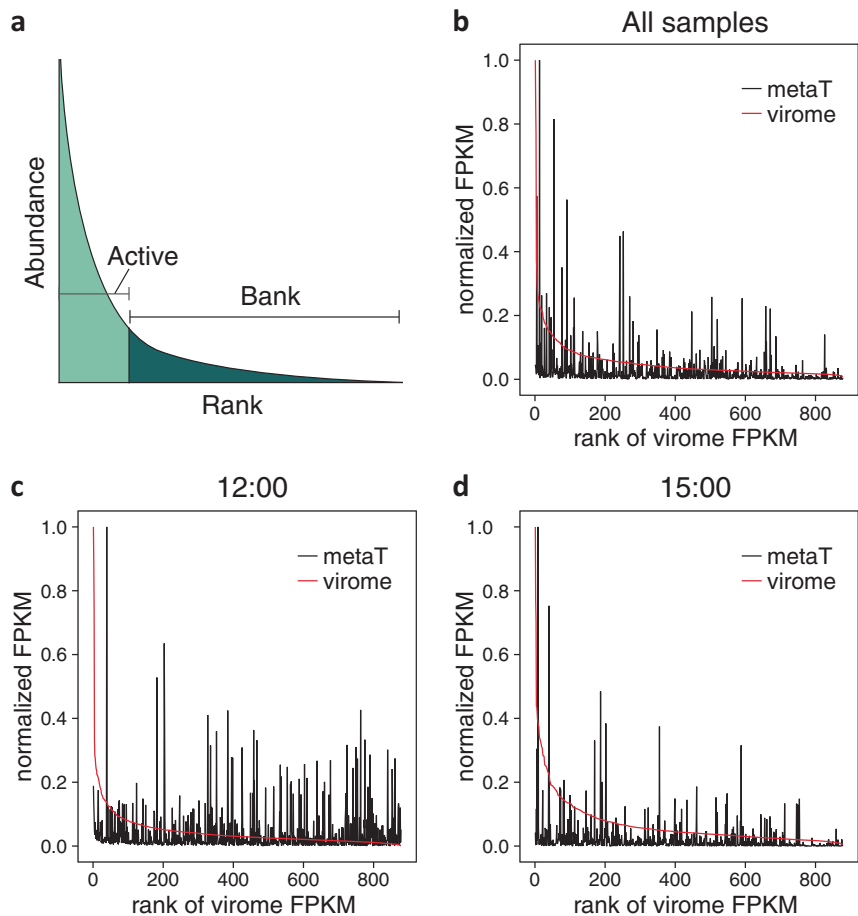 a
Abundance
Active
Bank
Rank
b
All samples
normalized FPKM
1.0
0.8
0.6
0.4
0.2
0.0
metaT
virome
0 200 400 600 800
rank of virome FPKM
c
12:00
normalized FPKM
1.0
0.8
0.6
0.4
0.2
0.0
metaT
virome
0 200 400 600 800
rank of virome FPKM
d
15:00
normalized FPKM
1.0
0.8
0.6
0.4
0.2
0.0
metaT
virome
0 200 400 600 800
rank of virome FPKM